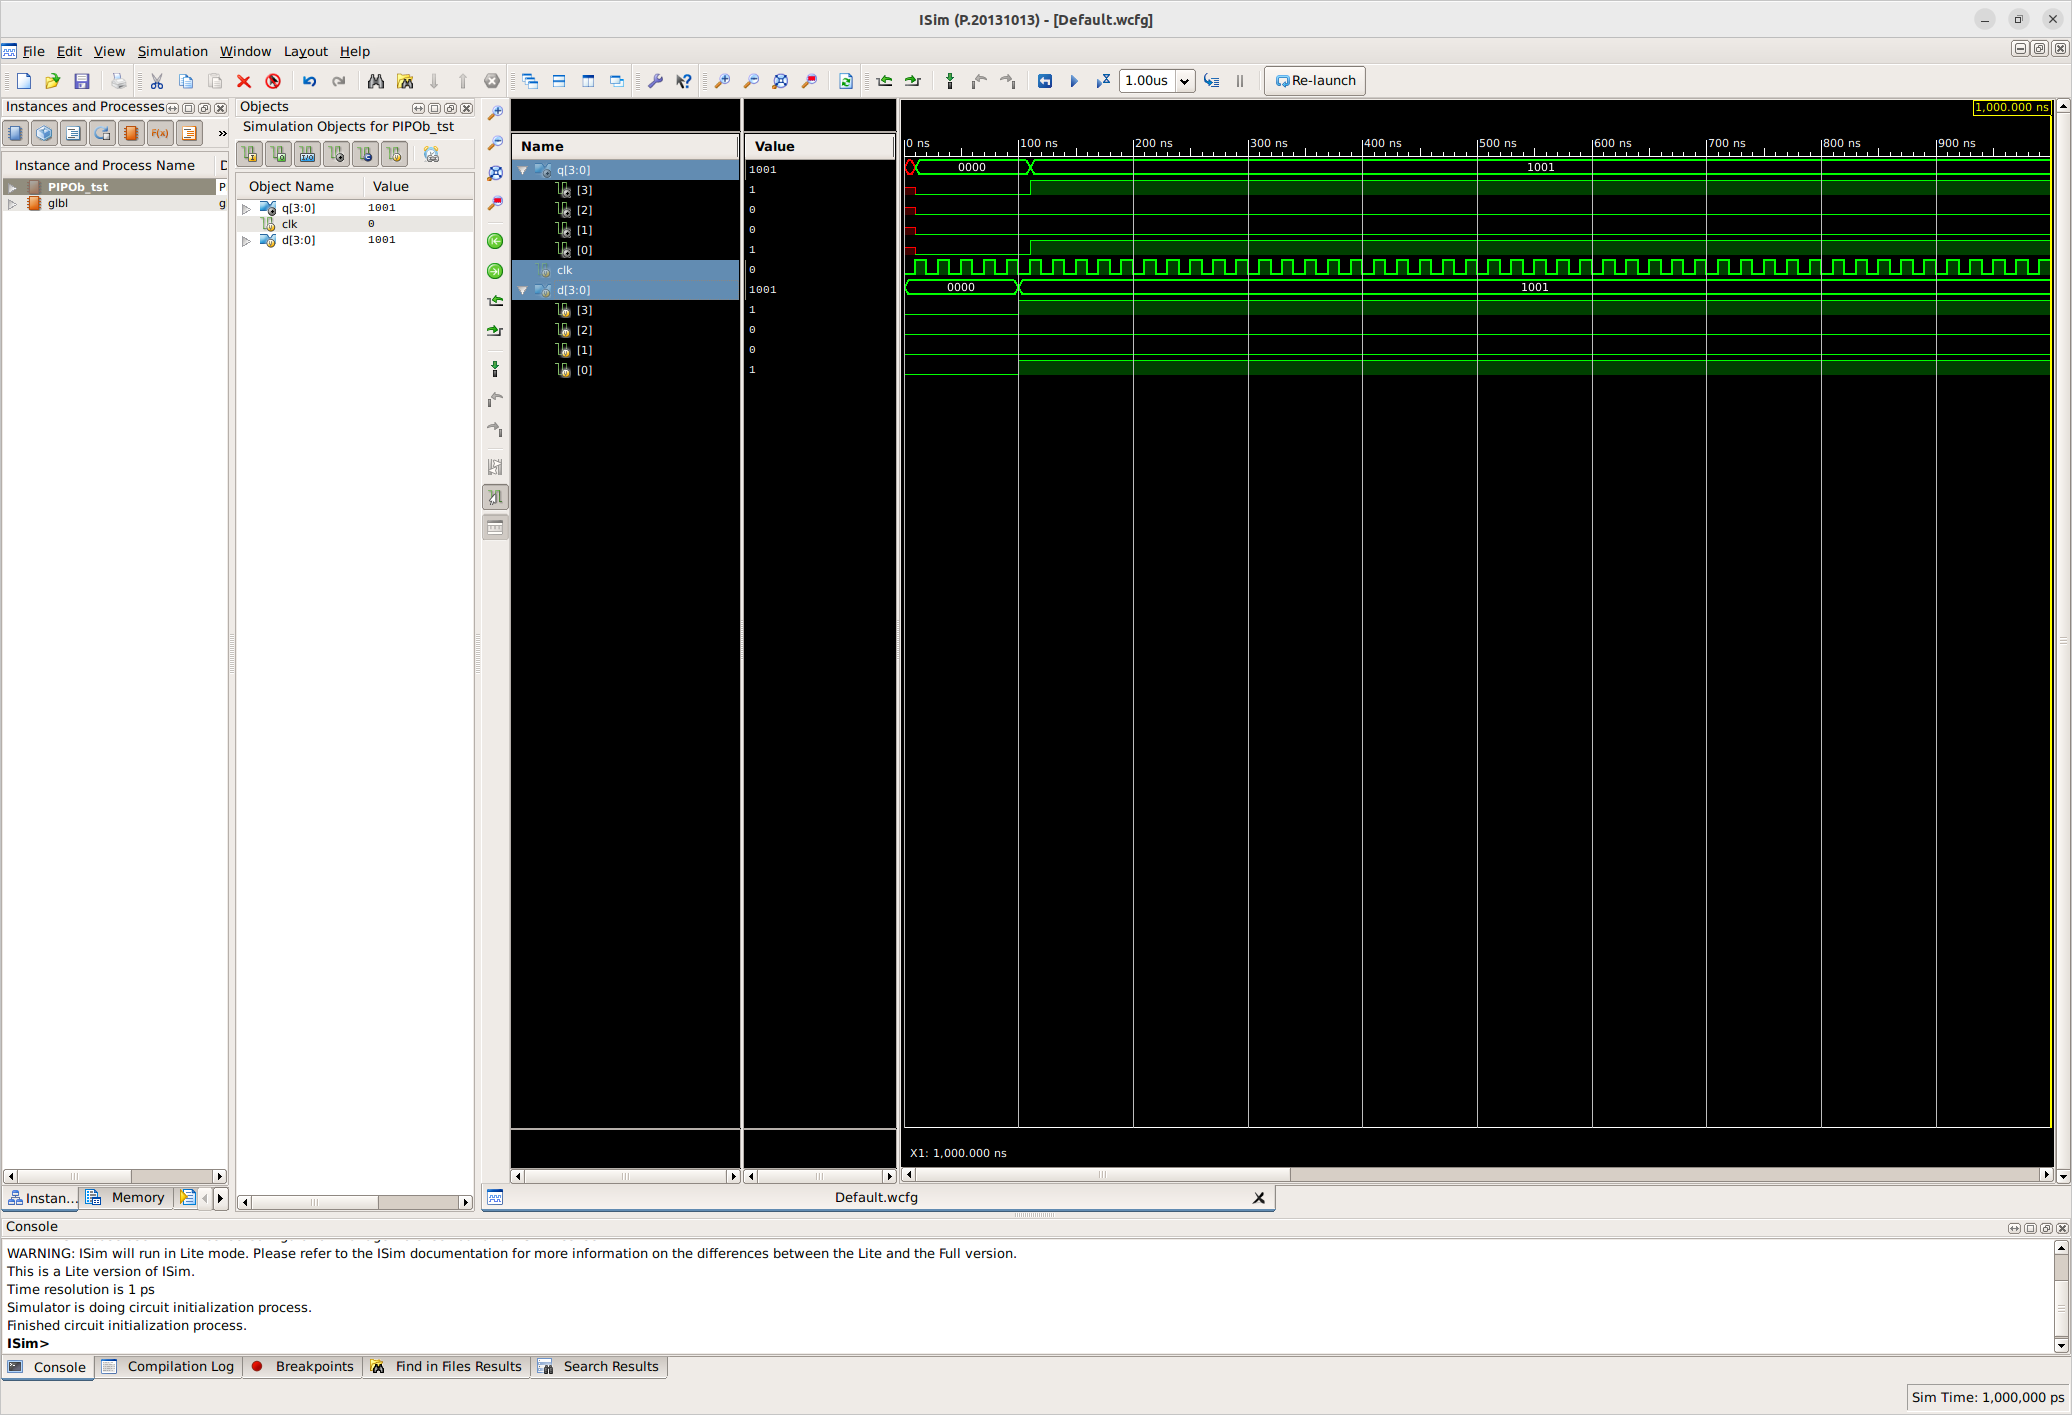 ISim (P.20131013) - [Default.wcfg]
File Edit View Simulation Window Layout Help
1.00us Re-launch
Instances and Processes
Instance and Process Name D
PIPOb_tst P
glbl g
Instan... Memory
Objects
Simulation Objects for PIPOb_tst
Object Name Value
q[3:0] 1001
clk 0
d[3:0] 1001
Name Value
q[3:0] 1001
[3] 1
[2] 0
[1] 0
[0] 1
clk 0
d[3:0] 1001
[3] 1
[2] 0
[1] 0
[0] 1
1,000.000 ns
0 ns 100 ns 200 ns 300 ns 400 ns 500 ns 600 ns 700 ns 800 ns 900 ns
0000 1001
0000 1001
X1: 1,000.000 ns
Default.wcfg
Console
WARNING: ISim will run in Lite mode. Please refer to the ISim documentation for more information on the differences between the Lite and the Full version.
This is a Lite version of ISim.
Time resolution is 1 ps
Simulator is doing circuit initialization process.
Finished circuit initialization process.
ISim>
Console Compilation Log Breakpoints Find in Files Results Search Results
Sim Time: 1,000,000 ps